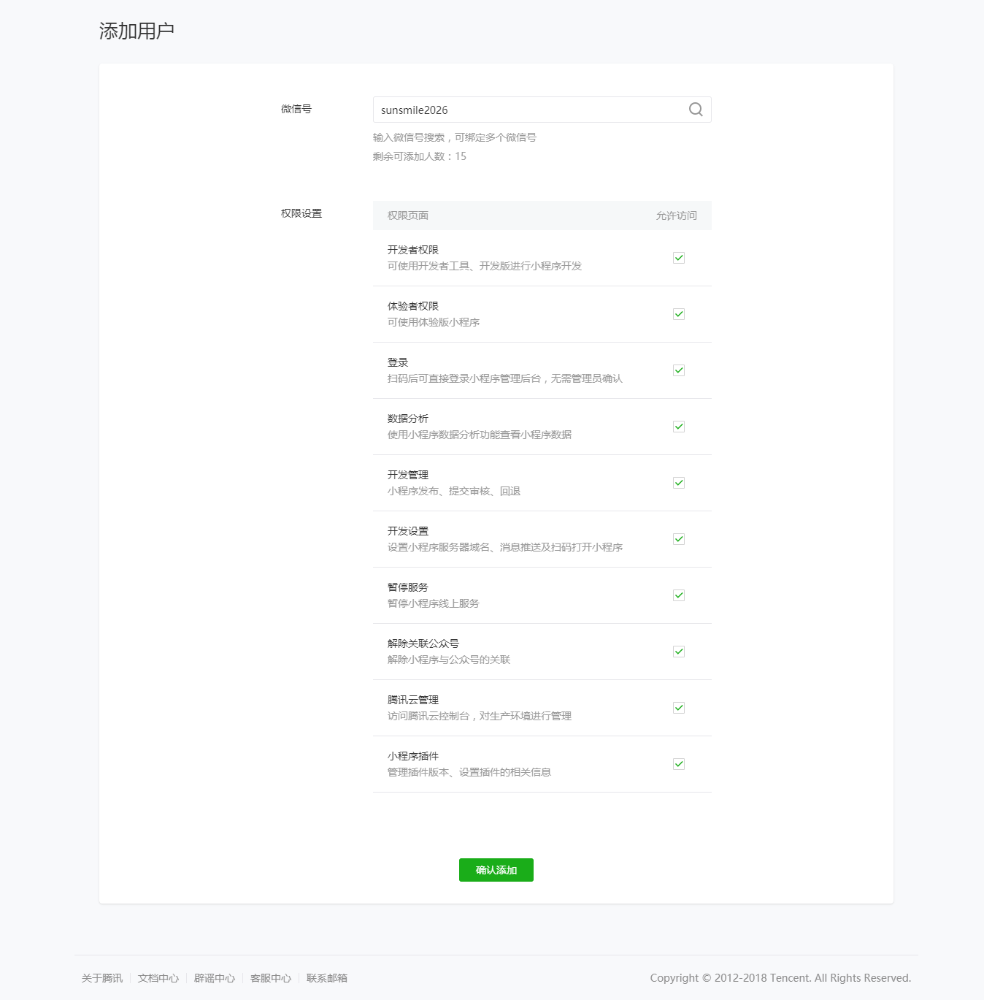 添加用户
微信号
sunsmile2026
输入微信号搜索，可绑定多个微信号
剩余可添加人数：15
权限设置
权限页面 允许访问
开发者权限
可使用开发者工具、开发版进行小程序开发
体验者权限
可使用体验版小程序
登录
扫码后可直接登录小程序管理后台，无需管理员确认
数据分析
使用小程序数据分析功能查看小程序数据
开发管理
小程序发布、提交审核、回退
开发设置
设置小程序服务器域名、消息推送及扫码打开小程序
暂停服务
暂停小程序线上服务
解除关联公众号
解除小程序与公众号的关联
腾讯云管理
访问腾讯云控制台，对生产环境进行管理
小程序插件
管理插件版本、设置插件的相关信息
确认添加
关于腾讯 文档中心 辟谣中心 客服中心 联系邮箱 Copyright © 2012-2018 Tencent. All Rights Reserved.